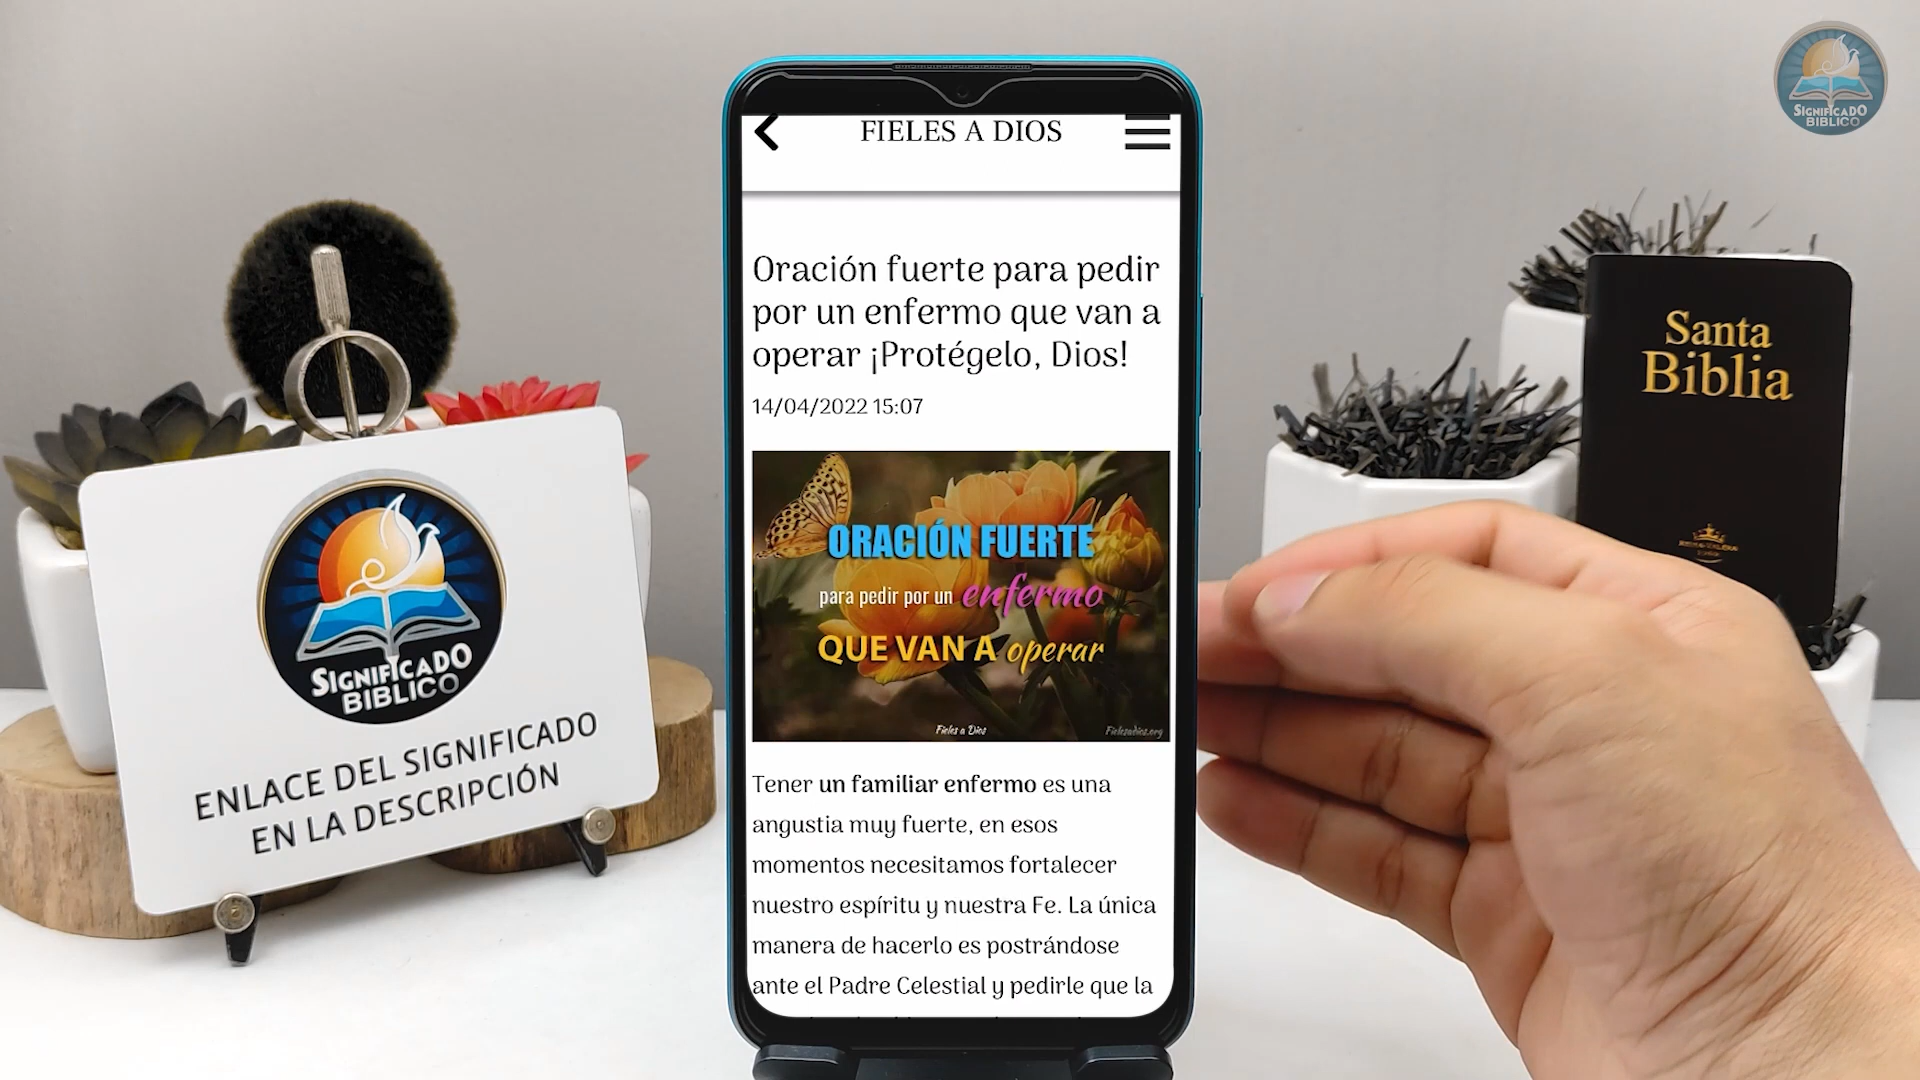 SIGNIFICADO
BIBLICO
FIELES A DIOS
Oración fuerte para pedir
por un enfermo que van a
operar ¡Protégelo, Dios!
14/04/2022 15:07
ORACIÓN FUERTE
para pedir por un enfermo
QUE VAN A operar
Fieles a Dios
Fielesadios.org
Tener un familiar enfermo es una
angustia muy fuerte, en esos
momentos necesitamos fortalecer
nuestro espíritu y nuestra Fe. La única
manera de hacerlo es postrándose
ante el Padre Celestial y pedirle que la
SIGNIFICADO
BIBLICO
ENLACE DEL SIGNIFICADO
EN LA DESCRIPCIÓN
Santa
Biblia